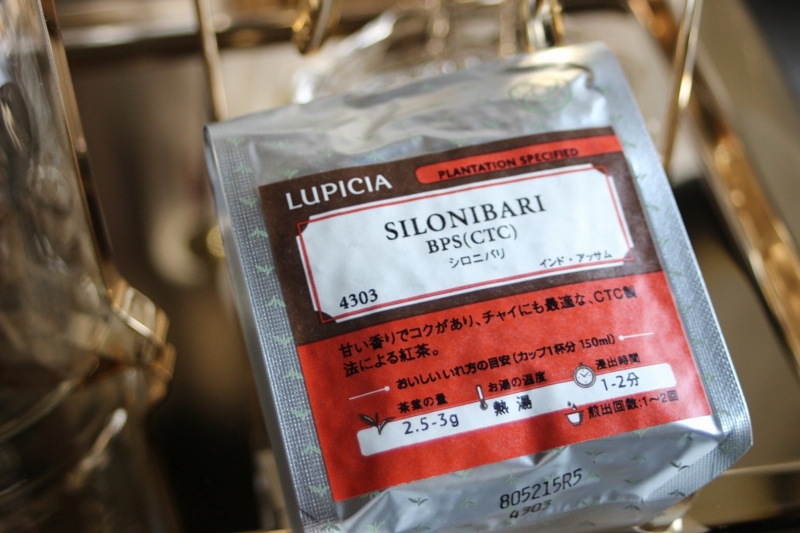 LUPICIA
PLANTATION SPECIFIED
SILONIBARI
BPS(CTC)
シロニバリ
インド・アッサム
4303
甘い香りでコクがあり、チャイにも最適な、CTC製
法による紅茶。
おいしいいれ方の目安(カップ1杯分 150ml)
茶葉の量
お湯の温度
浸出時間
2.5-3g
熱湯
1-2分
煎出回数:1～2回
805215R5
4303